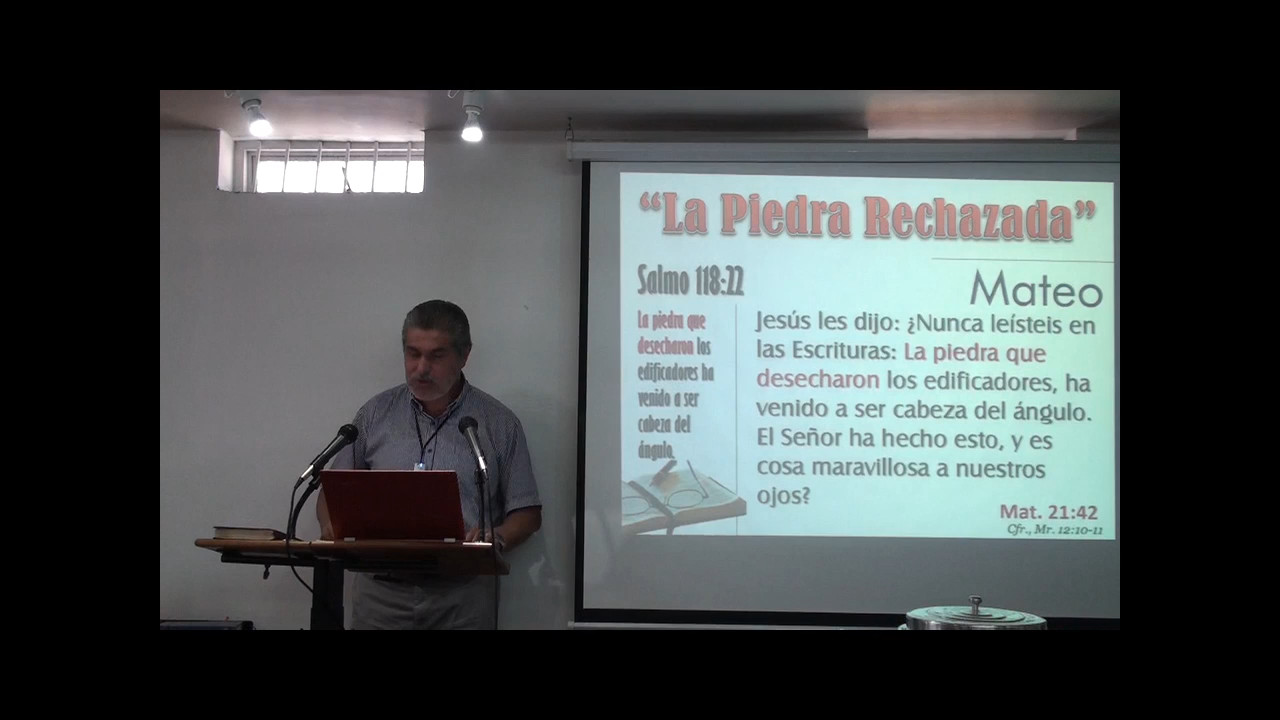 “La Piedra Rechazada”
Salmo 118:22
La piedra que
desecharon los
edificadores ha
venido a ser
cabeza del
ángulo.
Mateo
Jesús les dijo: ¿Nunca leísteis en
las Escrituras: La piedra que
desecharon los edificadores, ha
venido a ser cabeza del ángulo.
El Señor ha hecho esto, y es
cosa maravillosa a nuestros
ojos?
Mat. 21:42
Cfr., Mr. 12:10-11